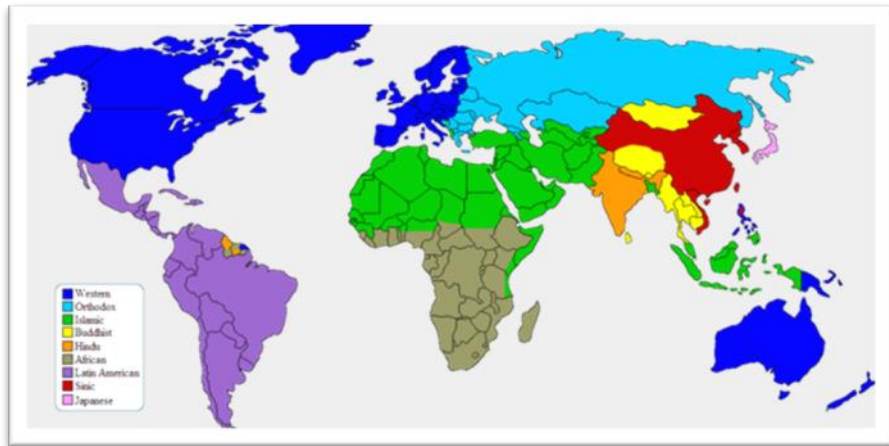 Western
Orthodox
Islamic
Buddhist
Hindu
African
Latin American
Sinic
Japanese